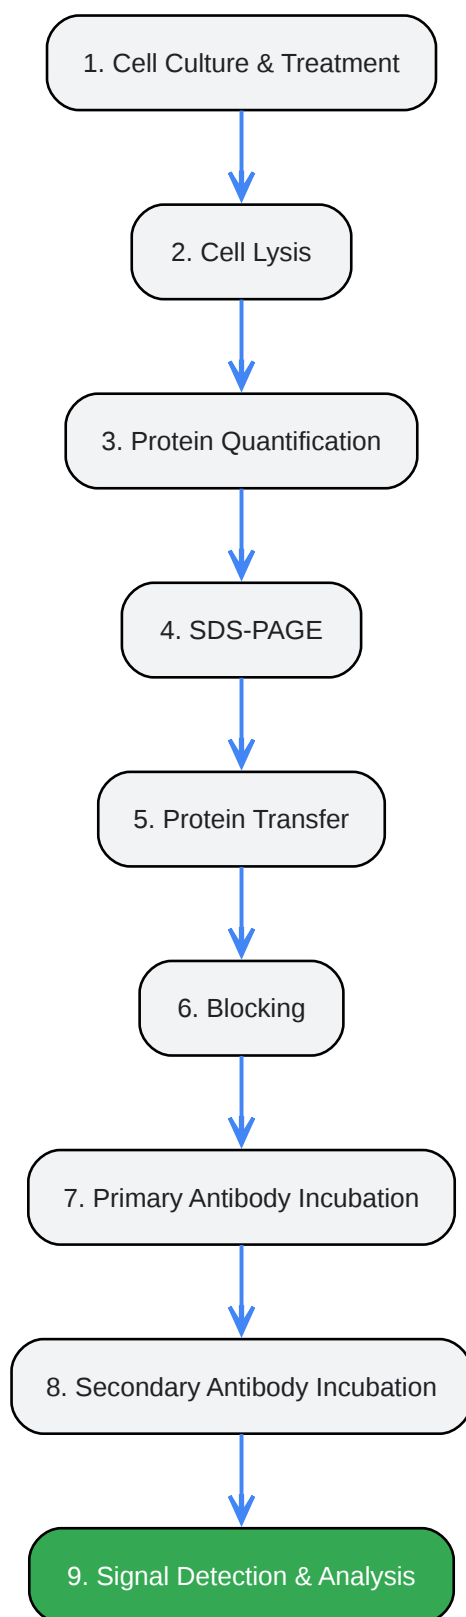 1. Cell Culture & Treatment
2. Cell Lysis
3. Protein Quantification
4. SDS-PAGE
5. Protein Transfer
6. Blocking
7. Primary Antibody Incubation
8. Secondary Antibody Incubation
9. Signal Detection & Analysis